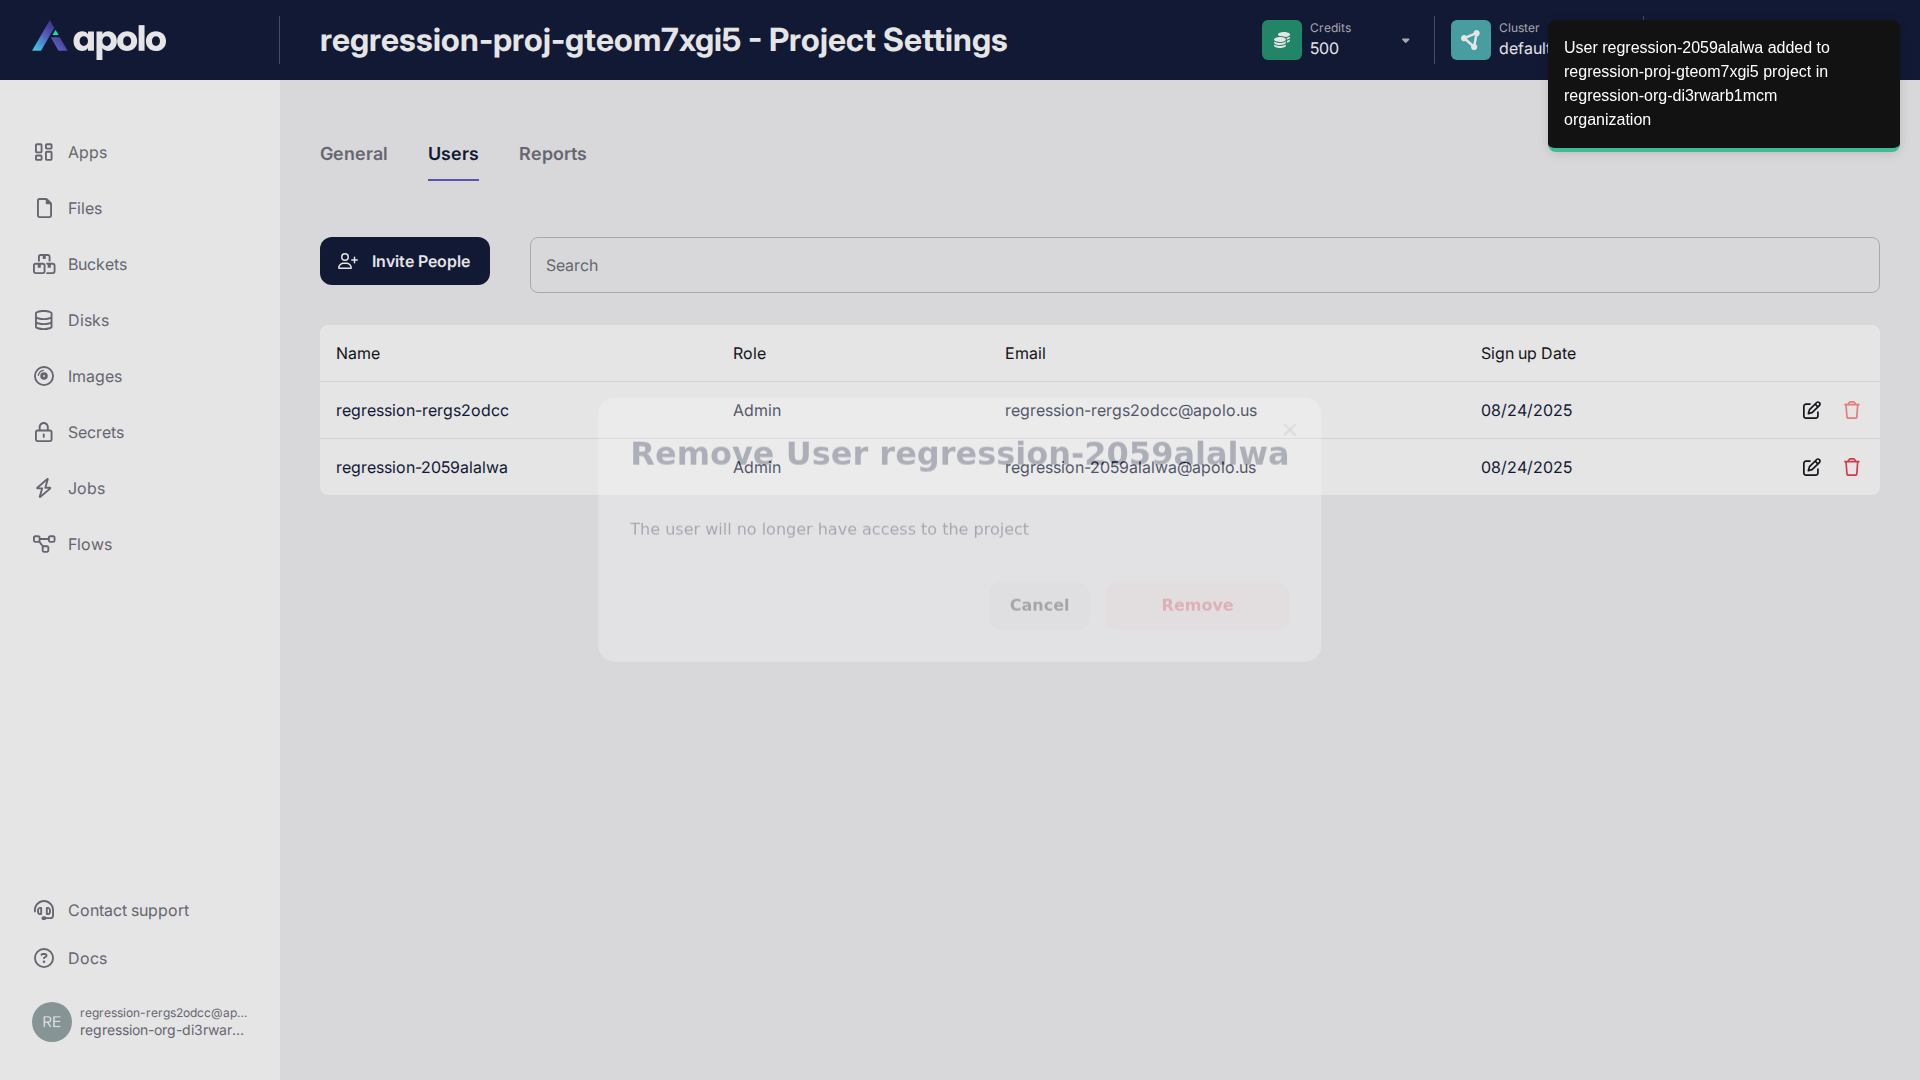 apolo
regression-proj-gteom7xgi5 - Project Settings
Credits
500
Cluster
default
User regression-2059alalwa added to
regression-proj-gteom7xgi5 project in
regression-org-di3rwarb1mcm
organization
Apps
Files
Buckets
Disks
Images
Secrets
Jobs
Flows
Contact support
Docs
RE
regression-rergs2odcc@ap...
regression-org-di3rwar...
General Users Reports
Invite People
Search
Name Role Email Sign up Date
regression-rergs2odcc Admin regression-rergs2odcc@apolo.us 08/24/2025
regression-2059alalwa Admin regression-2059alalwa@apolo.us 08/24/2025
Remove User regression-2059alalwa
The user will no longer have access to the project
Cancel Remove